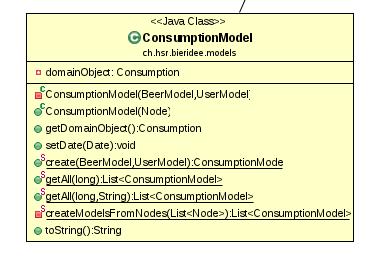 <<Java Class>>
ConsumptionModel
ch.hsr.bieridee.models
domainObject: Consumption
ConsumptionModel(BeerModel,UserModel)
ConsumptionModel(Node)
getDomainObject():Consumption
setDate(Date):void
create(BeerModel,UserModel):ConsumptionMode
getAll(long):List<ConsumptionModel>
getAll(long,String):List<ConsumptionModel>
createModelsFromNodes(List<Node>):List<ConsumptionModel>
toString():String